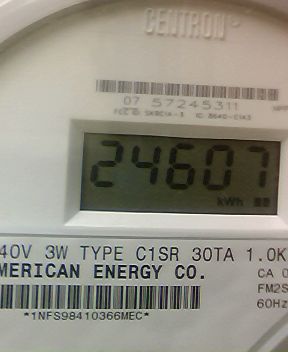 CENTRON
07 57245311
24607
kWh
40V 3W TYPE C1SR 30TA 1.0K
MERICAN ENERGY CO.
CA 0
FM2S
60Hz
*1NFS98410366MEC*